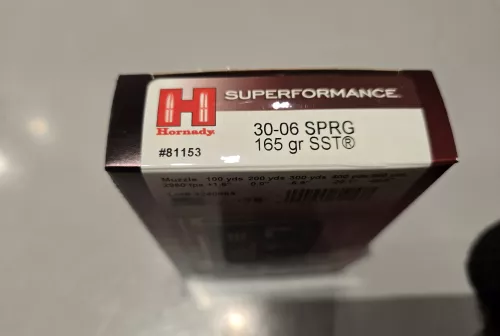 SUPERFORMANCE
H
Hornady
30-06 SPRG
165 gr SST®
#81153
Muzzle 100 yds 200 yds 300 yds